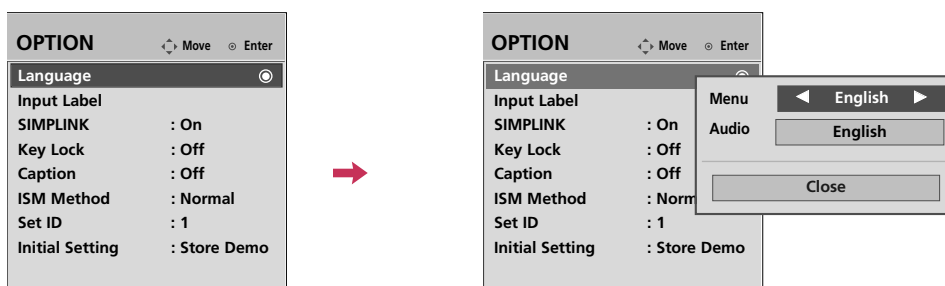 OPTION Move Enter
Language
Input Label
SIMPLINK : On
Key Lock : Off
Caption : Off
ISM Method : Normal
Set ID : 1
Initial Setting : Store Demo
OPTION Move Enter
Language
Input Label
SIMPLINK : On
Key Lock : Off
Caption : Off
ISM Method : Norm
Set ID : 1
Initial Setting : Store Demo
Menu English
Audio English
Close